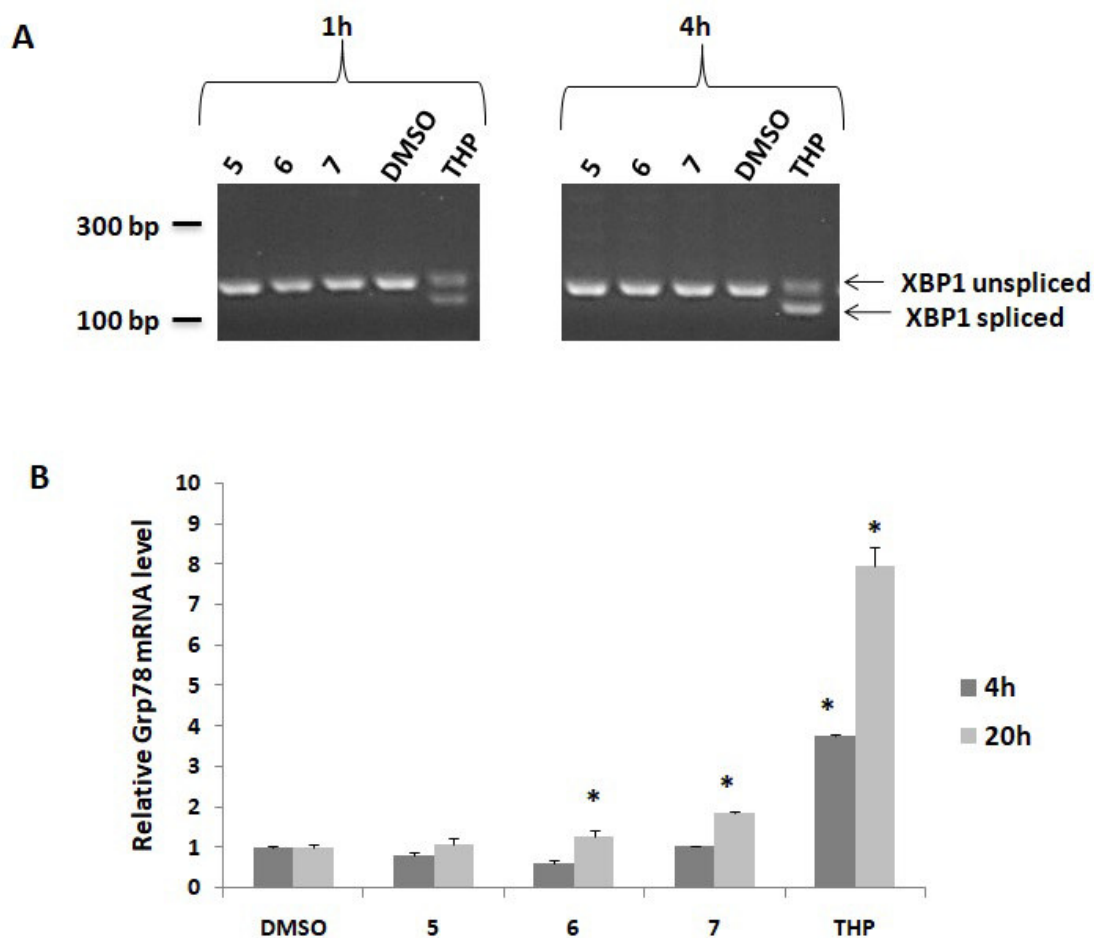 A
1h
4h
5 6 7 DMSO THP
5 6 7 DMSO THP
300 bp
100 bp
XBP1 unspliced
XBP1 spliced
B
Relative Grp78 mRNA level
10
9
8
7
6
5
4
3
2
1
0
*
*
*
*
4h
20h
DMSO 5 6 7 THP